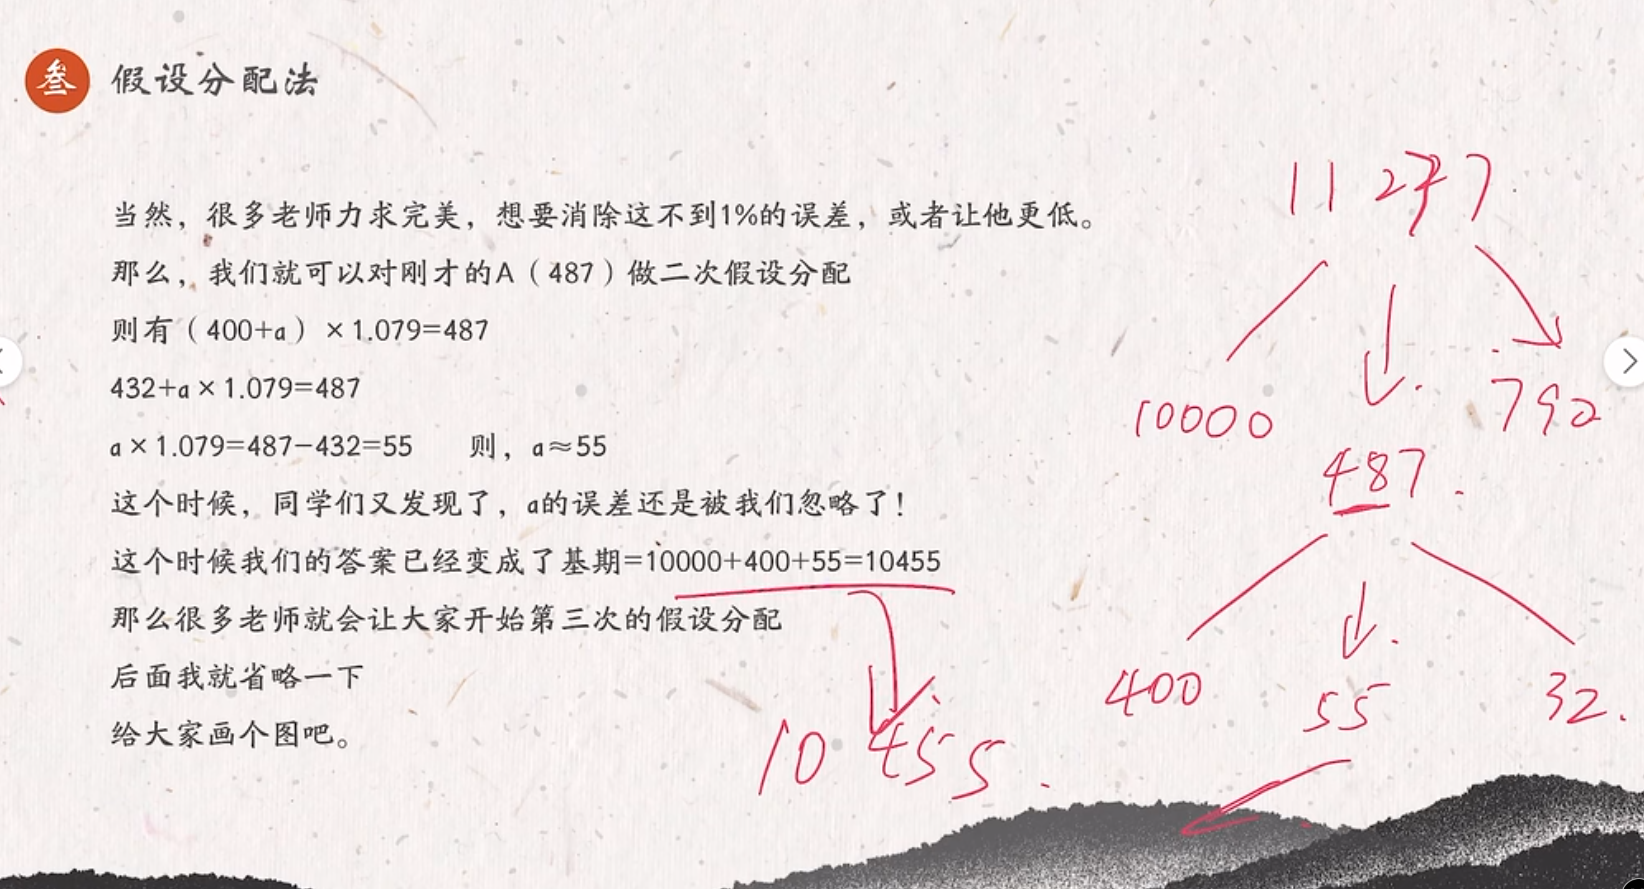 叁 假设分配法
当然，很多老师力求完美，想要消除这不到1%的误差，或者让他更低。
那么，我们就可以对刚才的A（487）做二次假设分配
则有（400+a）×1.079=487
432+a×1.079=487
a×1.079=487-432=55 则，a≈55
这个时候，同学们又发现了，a的误差还是被我们忽略了！
这个时候我们的答案已经变成了基期=10000+400+55=10455
那么很多老师就会让大家开始第三次的假设分配
后面我就省略一下
给大家画个图吧。
10455
11277
10000
792
487
400
55
32